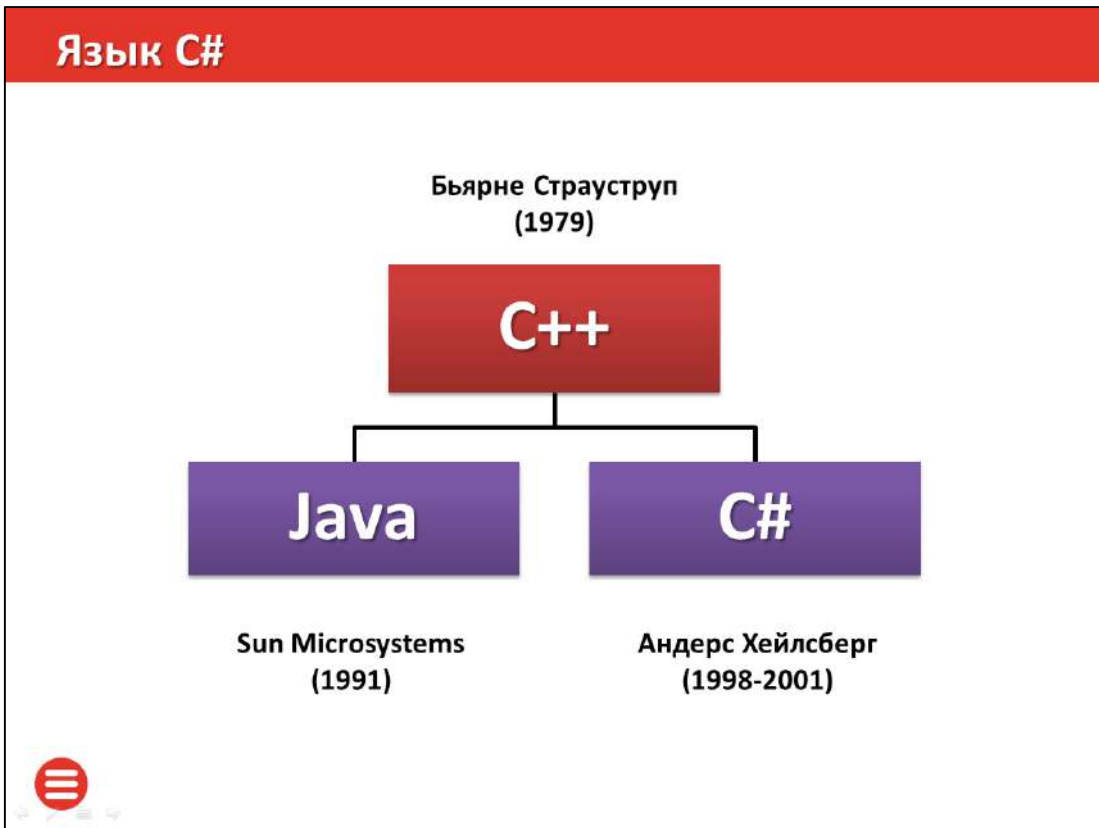 Язык C#
Бьярне Страуструп
(1979)
C++
Java
C#
Sun Microsystems
(1991)
Андерс Хейлсберг
(1998-2001)